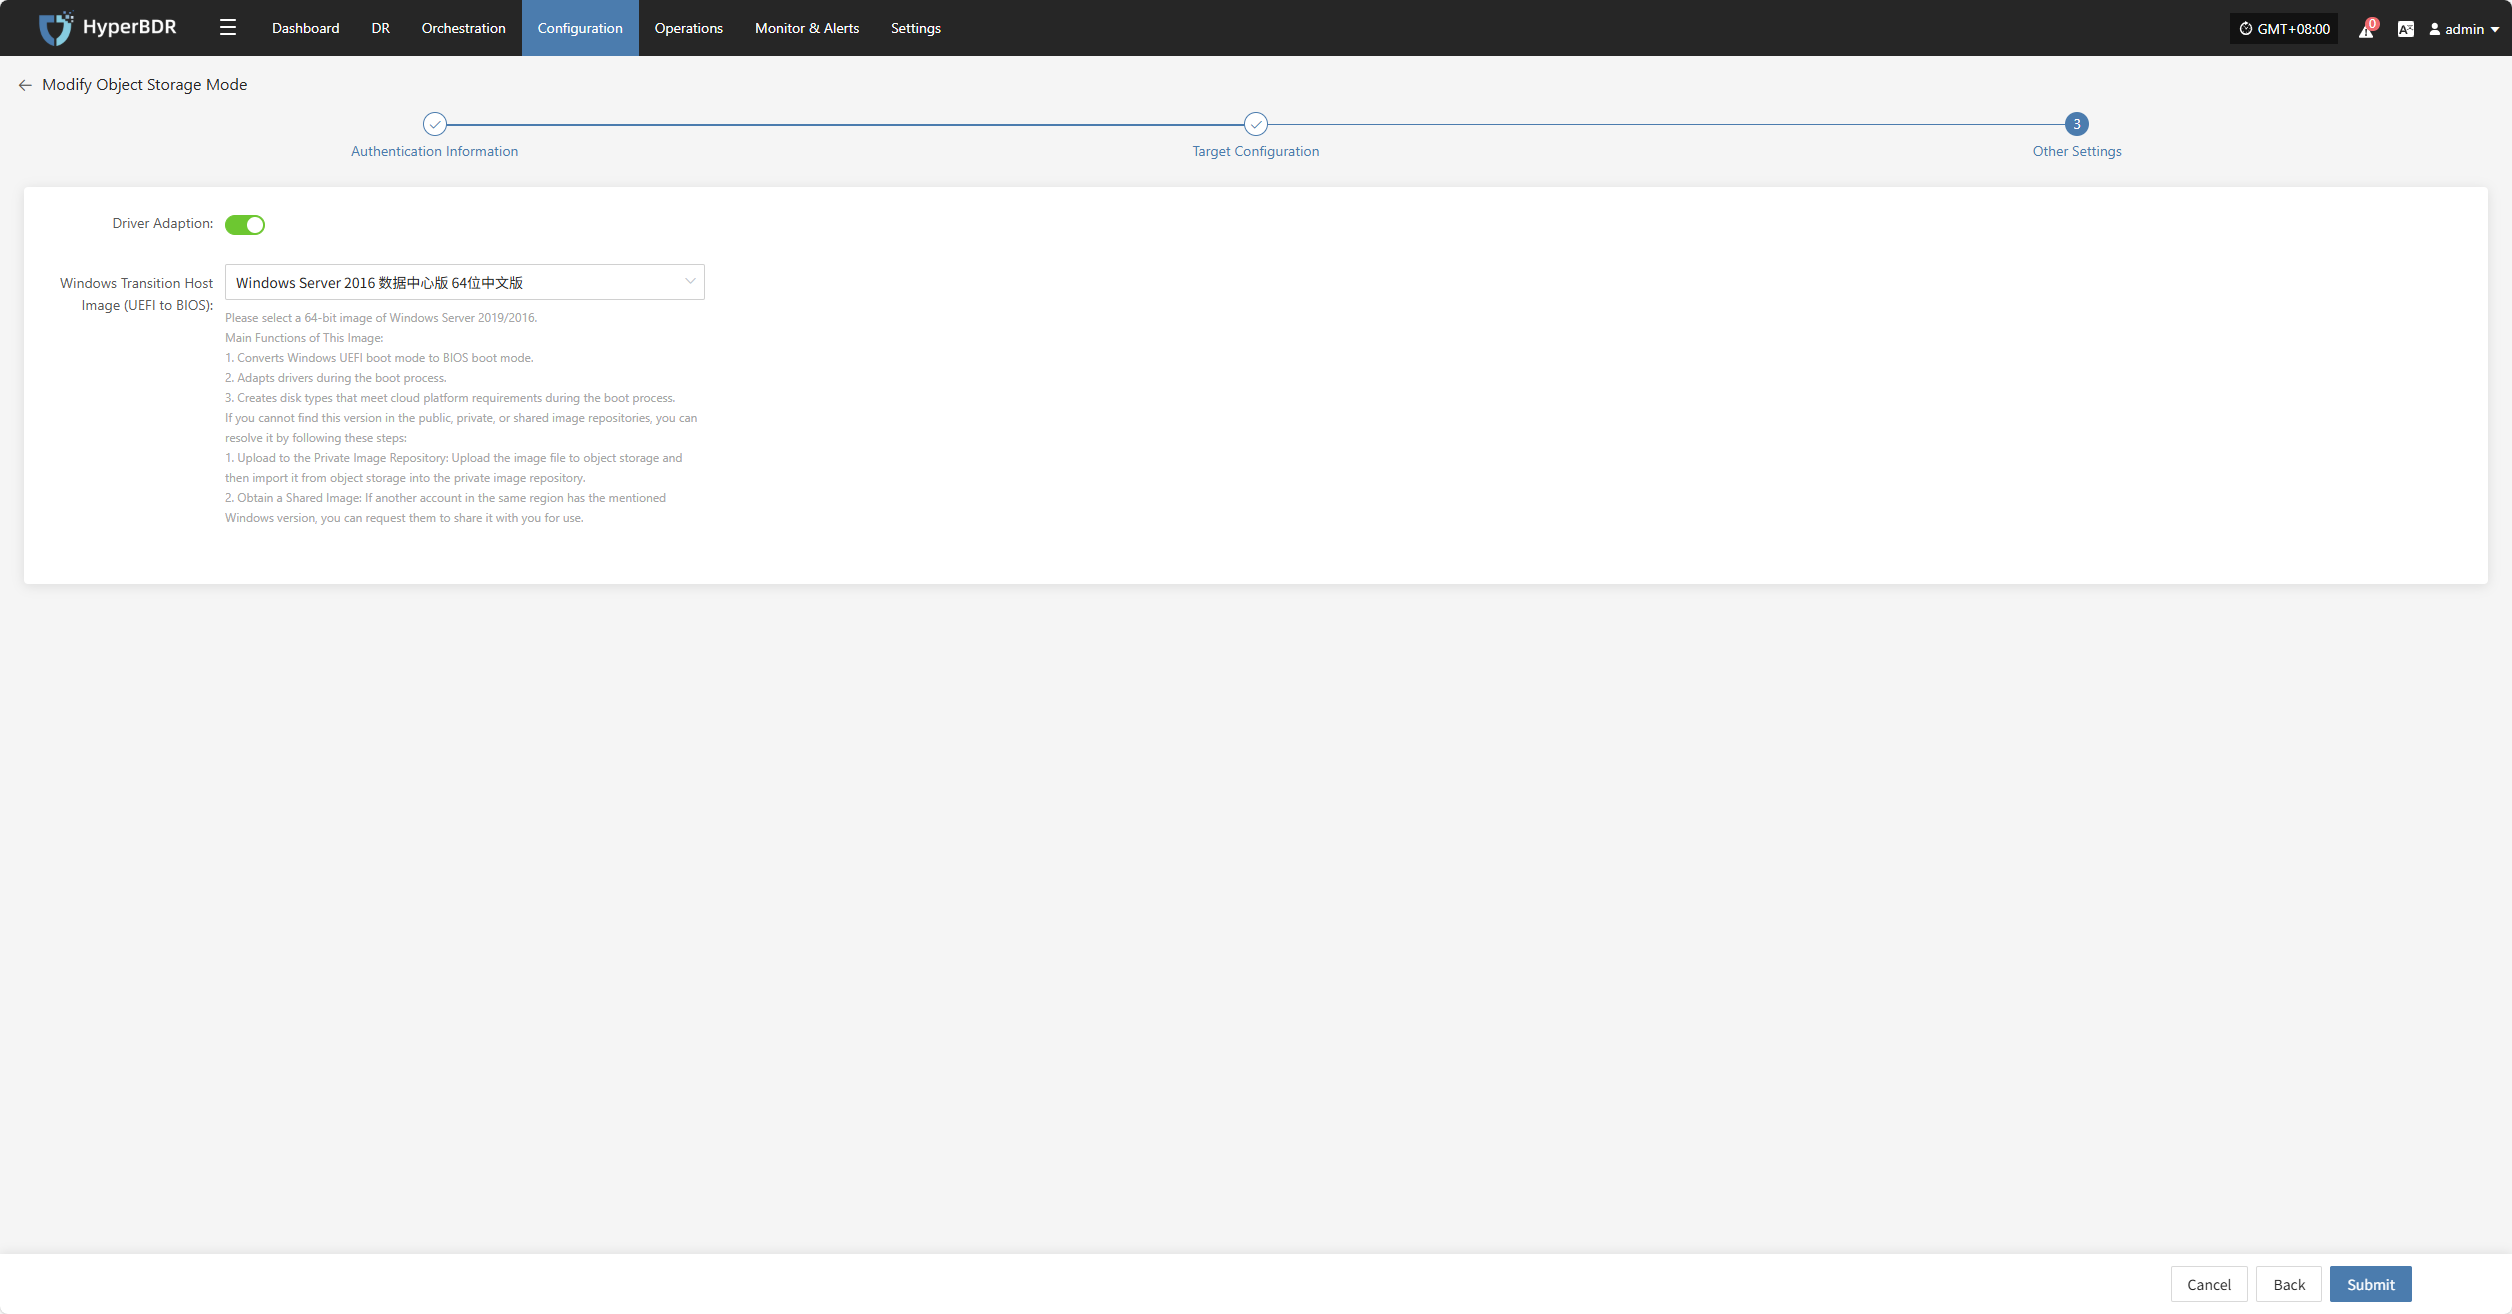 HyperBDR
Dashboard
DR
Orchestration
Configuration
Operations
Monitor & Alerts
Settings
GMT+08:00
0
admin
Modify Object Storage Mode
3
Authentication Information
Target Configuration
Other Settings
Driver Adaption:
Windows Transition Host
Image (UEFI to BIOS):
Windows Server 2016 数据中心版 64位中文版
Please select a 64-bit image of Windows Server 2019/2016.
Main Functions of This Image:
1. Converts Windows UEFI boot mode to BIOS boot mode.
2. Adapts drivers during the boot process.
3. Creates disk types that meet cloud platform requirements during the boot process.
If you cannot find this version in the public, private, or shared image repositories, you can
resolve it by following these steps:
1. Upload to the Private Image Repository: Upload the image file to object storage and
then import it from object storage into the private image repository.
2. Obtain a Shared Image: If another account in the same region has the mentioned
Windows version, you can request them to share it with you for use.
Cancel
Back
Submit